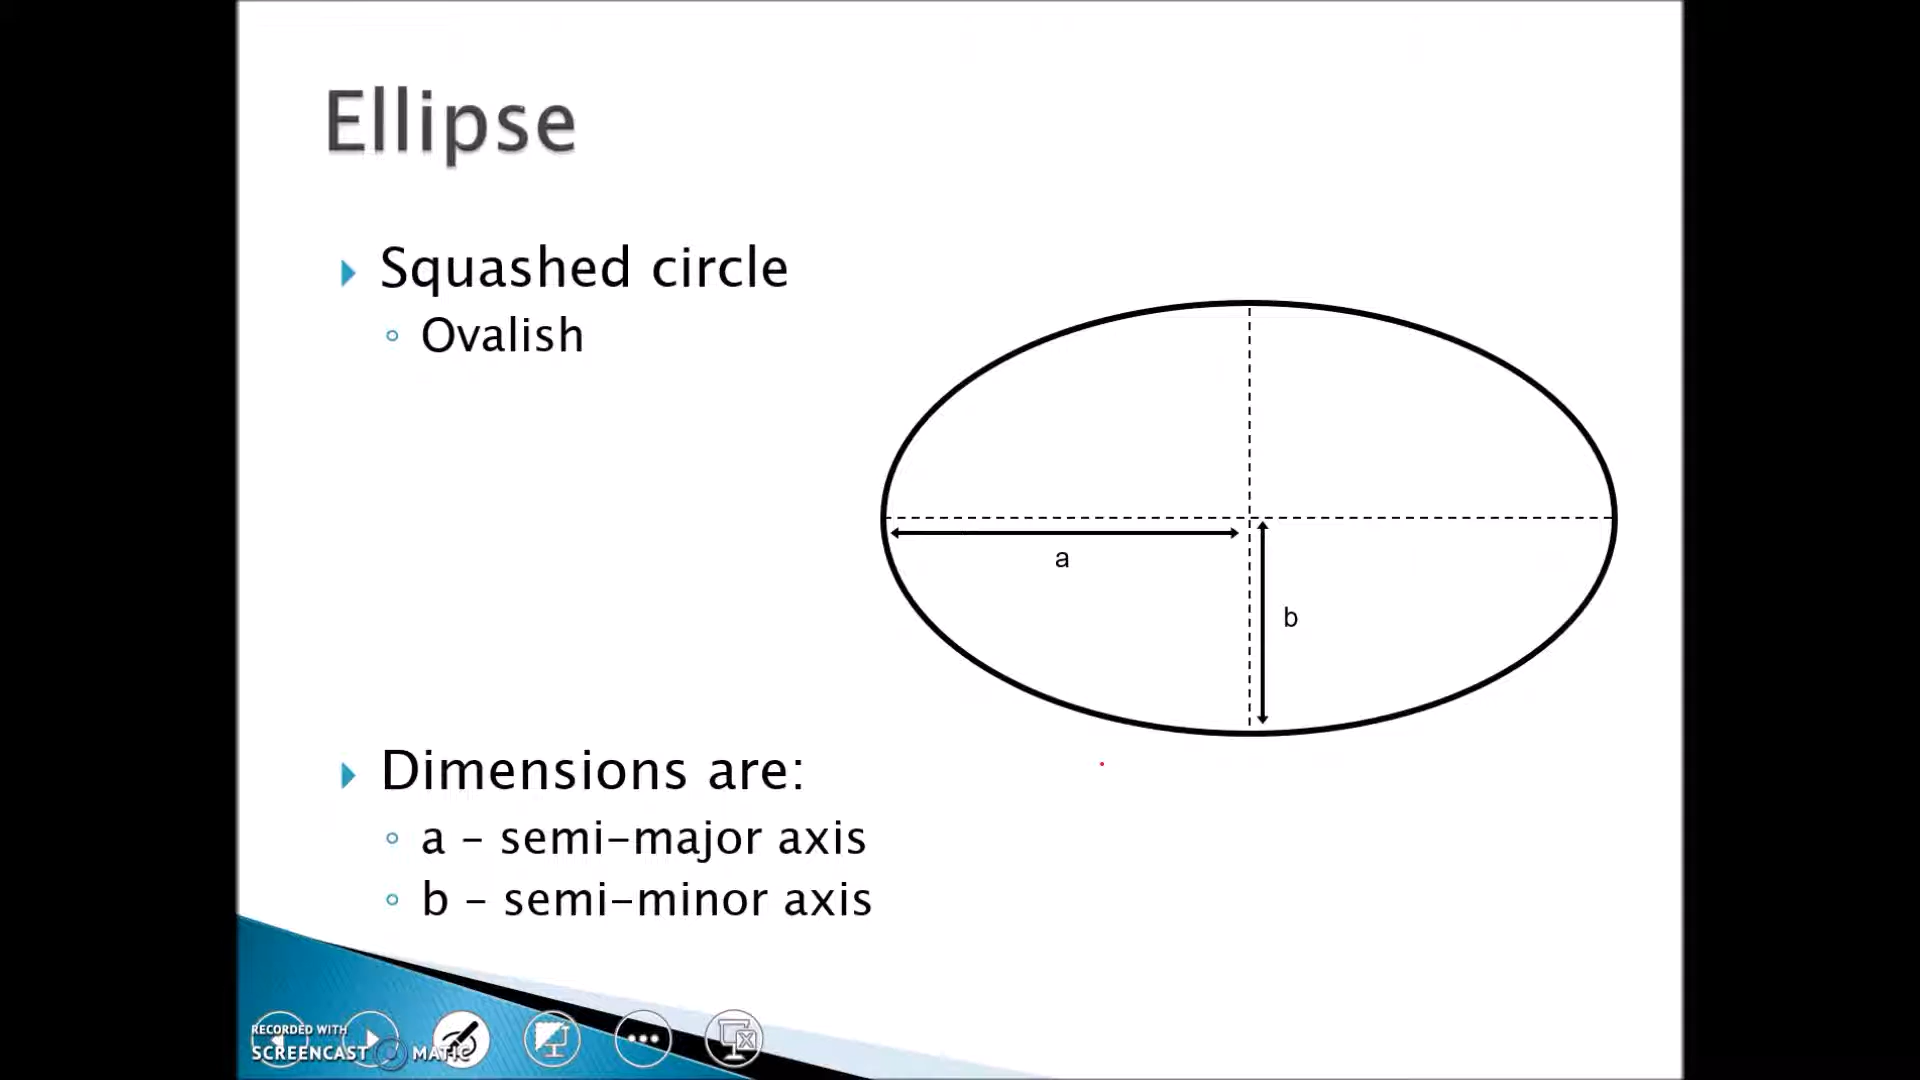 Ellipse
Squashed circle
Ovalish
a
b
Dimensions are:
a - semi-major axis
b - semi-minor axis
RECORDED WITH
SCREENCAST MATIC